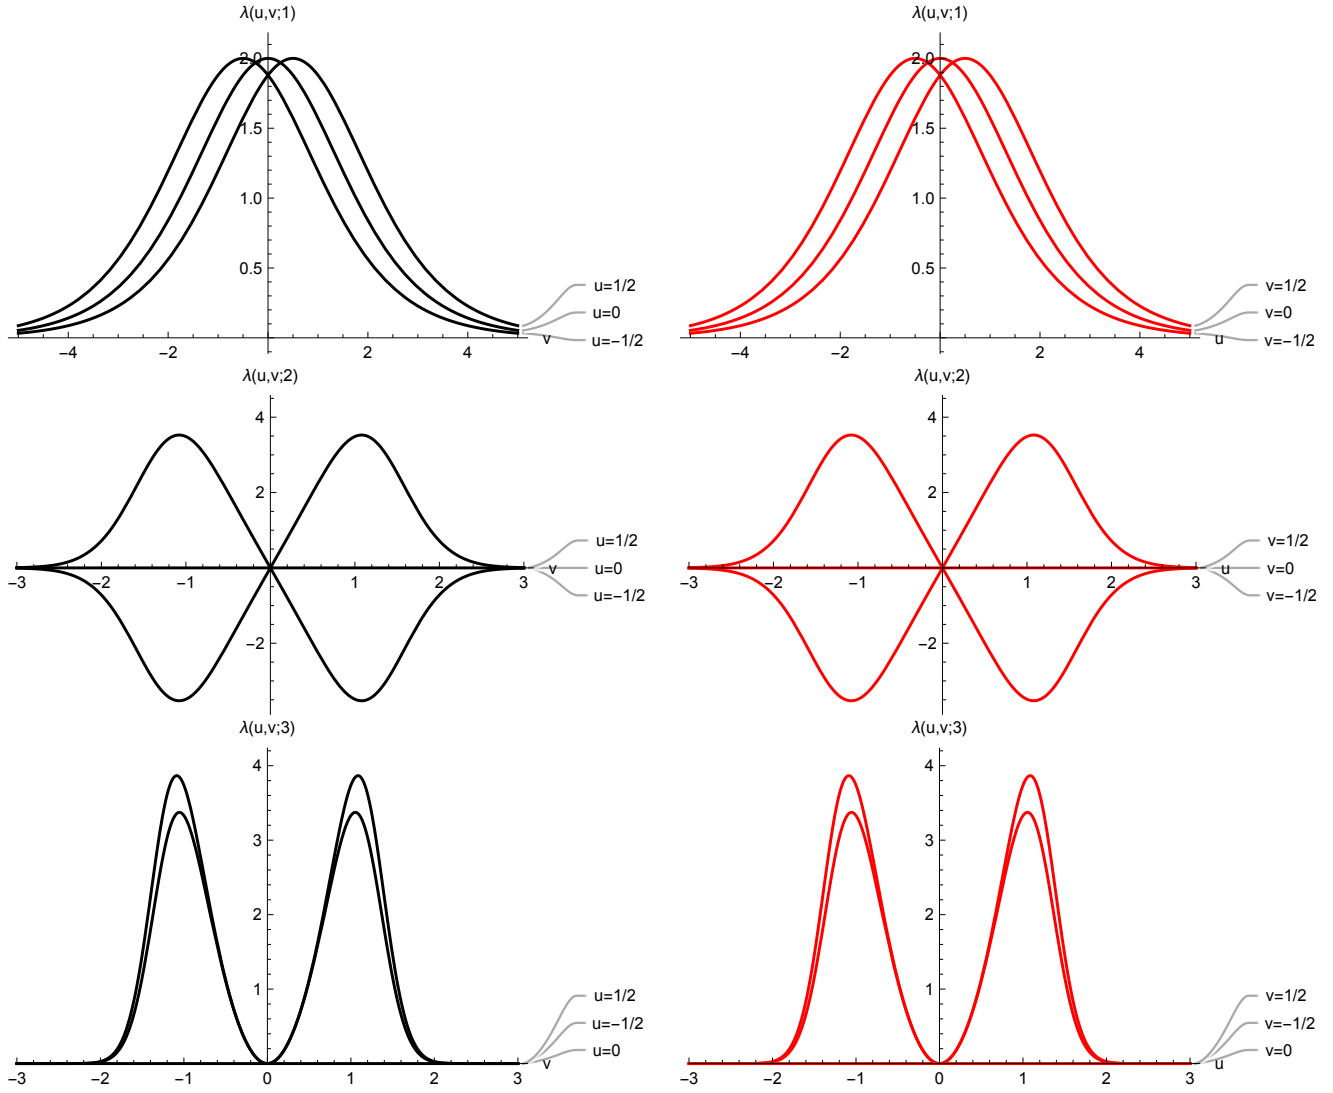 λ(u,v;1)
2.0
1.5
1.0
0.5
−4 −2 2 4
v
u=1/2
u=0
u=−1/2
λ(u,v;1)
2.0
1.5
1.0
0.5
−4 −2 2 4
u
v=1/2
v=0
v=−1/2
λ(u,v;2)
4
2
−2
−3 −2 −1 1 2 3
v
u=1/2
u=0
u=−1/2
λ(u,v;2)
4
2
−2
−3 −2 −1 1 2 3
u
v=1/2
v=0
v=−1/2
λ(u,v;3)
4
3
2
1
−3 −2 −1 0 1 2 3
v
u=1/2
u=−1/2
u=0
λ(u,v;3)
4
3
2
1
−3 −2 −1 0 1 2 3
u
v=1/2
v=−1/2
v=0